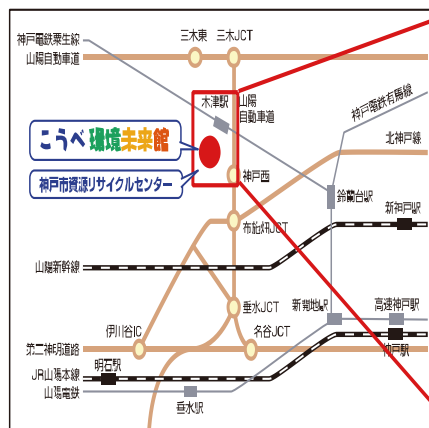 三木東
三木JCT
神戸電鉄粟生線
山陽自動車道
木津駅
山陽
自動車道
神戸電鉄有馬線
こうべ環境未来館
北神戸線
神戸市資源リサイクルセンター
神戸西
鈴蘭台駅
新神戸駅
布施畑JCT
山陽新幹線
垂水JCT
新開地駅
高速神戸駅
伊川谷IC
名谷JCT
第二神明道路
神戸駅
明石駅
JR山陽本線
山陽電鉄
垂水駅